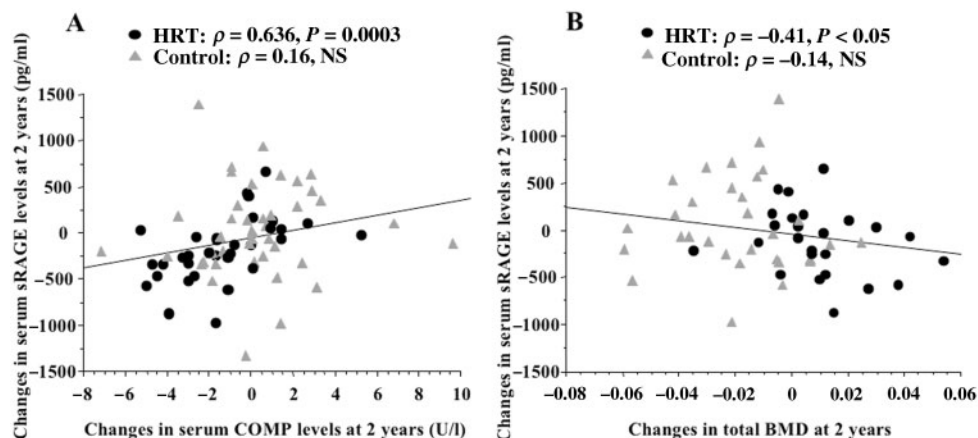 A
HRT: ρ = 0.636, P = 0.0003
Control: ρ = 0.16, NS
Changes in serum sRAGE levels at 2 years (pg/ml)
1500
1000
500
0
−500
−1000
−1500
−8 −6 −4 −2 0 2 4 6 8 10
Changes in serum COMP levels at 2 years (U/l)
B
HRT: ρ = −0.41, P < 0.05
Control: ρ = −0.14, NS
Changes in serum sRAGE levels at 2 years (pg/ml)
1500
1000
500
0
−500
−1000
1500
−0.08 −0.06 −0.04 −0.02 0 0.02 0.04 0.06
Changes in total BMD at 2 years